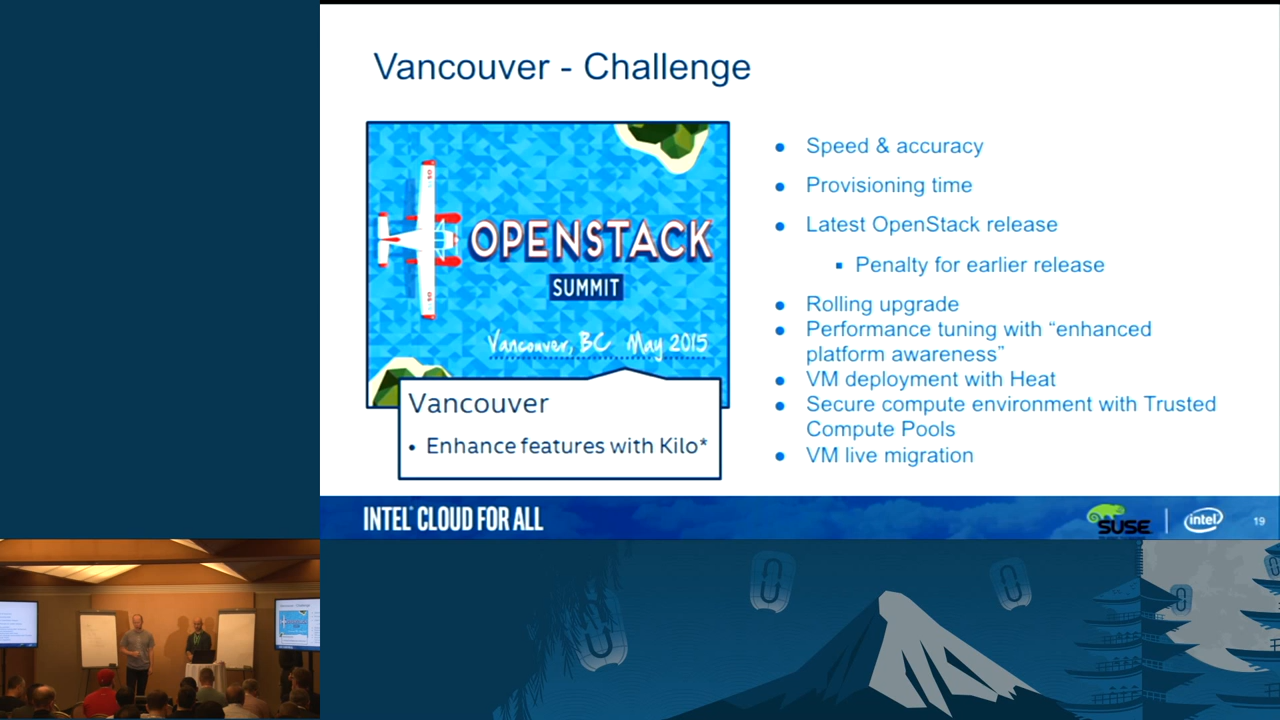 Vancouver - Challenge
OPENSTACK
SUMMIT
Vancouver, BC May 2015
Vancouver
• Enhance features with Kilo*
● Speed & accuracy
● Provisioning time
● Latest OpenStack release
▪ Penalty for earlier release
● Rolling upgrade
● Performance tuning with “enhanced
platform awareness”
● VM deployment with Heat
● Secure compute environment with Trusted
Compute Pools
● VM live migration
INTEL® CLOUD FOR ALL
SUSE
intel
19